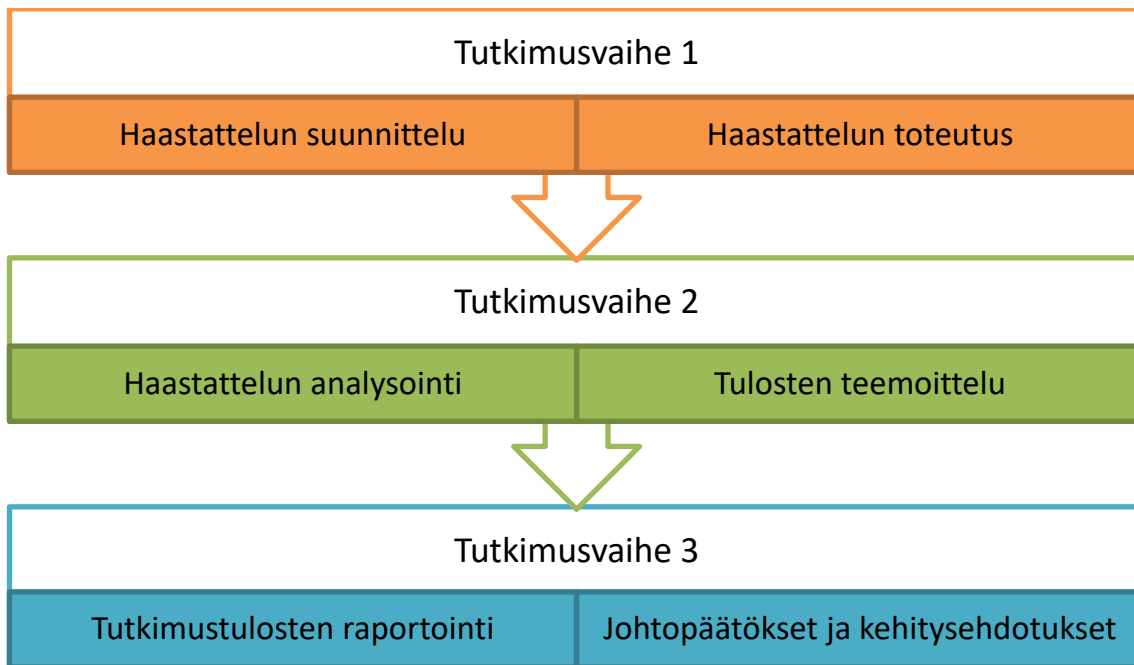 Tutkimusvaihe 1
Haastattelun suunnittelu
Haastattelun toteutus
Tutkimusvaihe 2
Haastattelun analysointi
Tulosten teemoittelu
Tutkimusvaihe 3
Tutkimustulosten raportointi
Johtopäätökset ja kehitysehdotukset